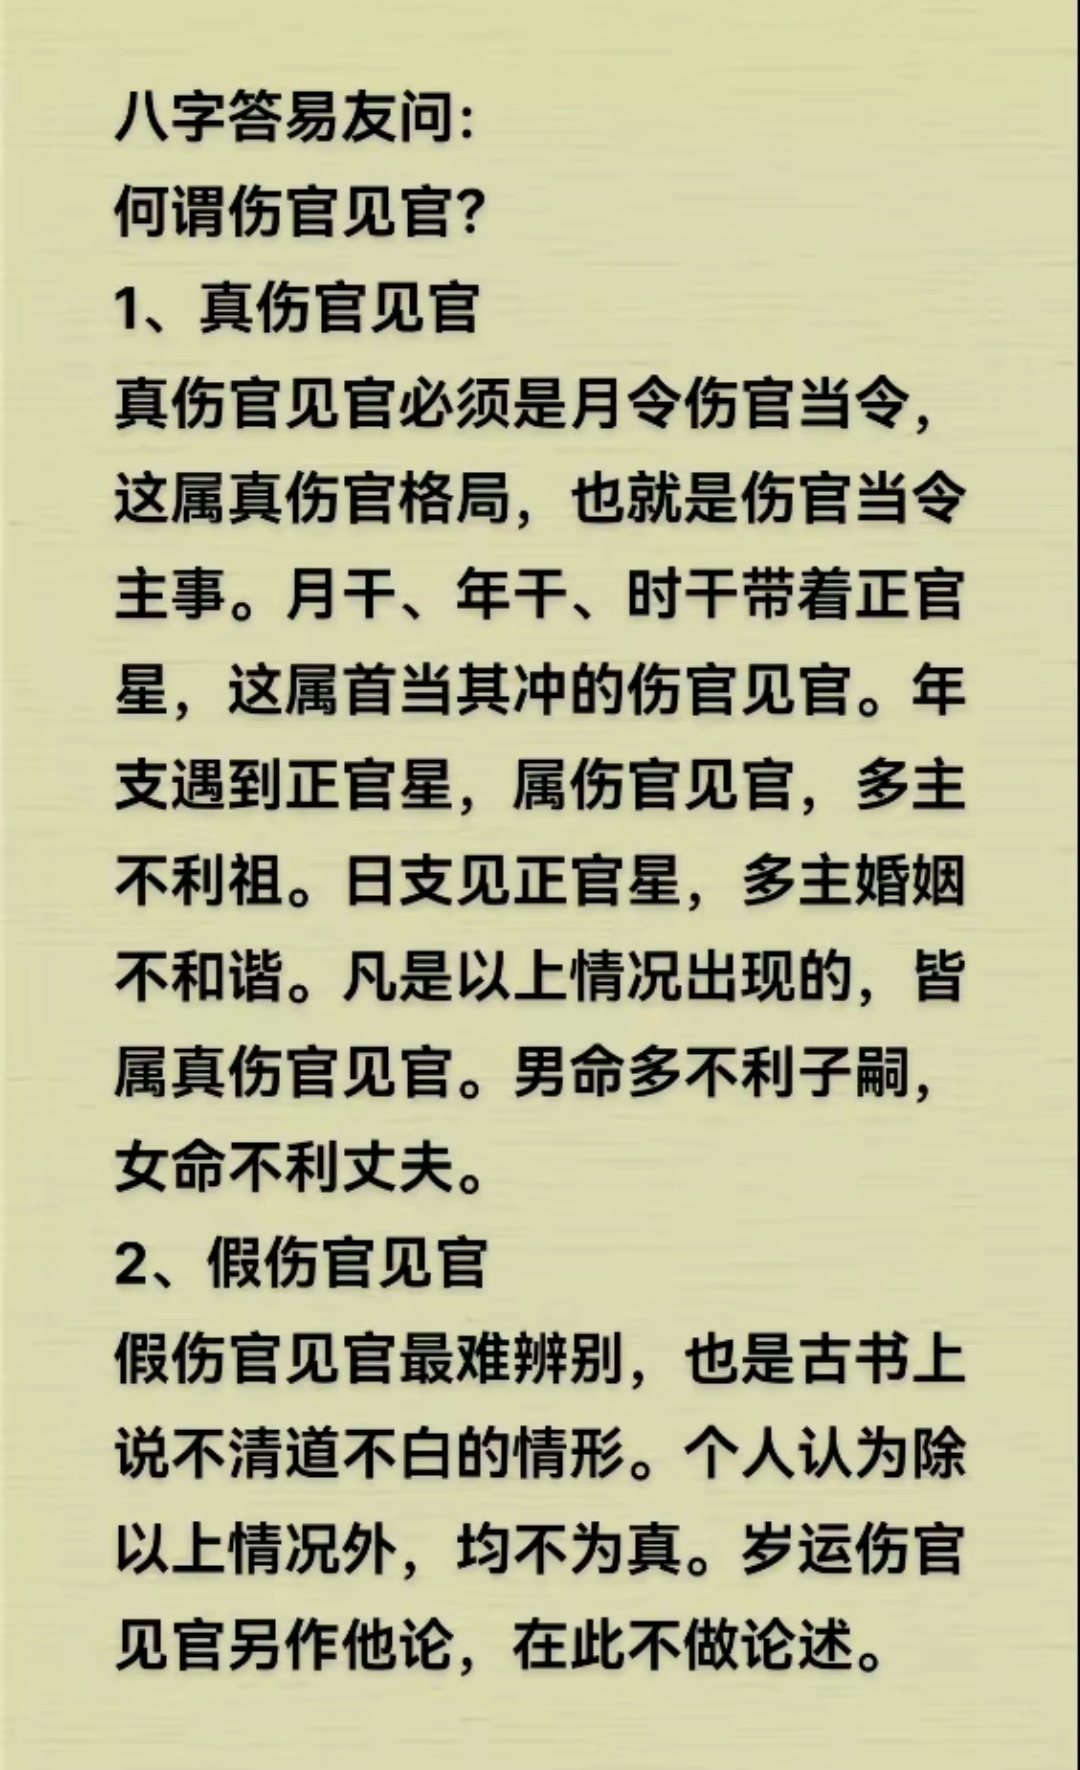 八字答易友问：
何谓伤官见官？
1、真伤官见官
真伤官见官必须是月令伤官当令，
这属真伤官格局，也就是伤官当令
主事。月干、年干、时干带着正官
星，这属首当其冲的伤官见官。年
支遇到正官星，属伤官见官，多主
不利祖。日支见正官星，多主婚姻
不和谐。凡是以上情况出现的，皆
属真伤官见官。男命多不利子嗣，
女命不利丈夫。
2、假伤官见官
假伤官见官最难辨别，也是古书上
说不清道不白的情形。个人认为除
以上情况外，均不为真。岁运伤官
见官另作他论，在此不做论述。